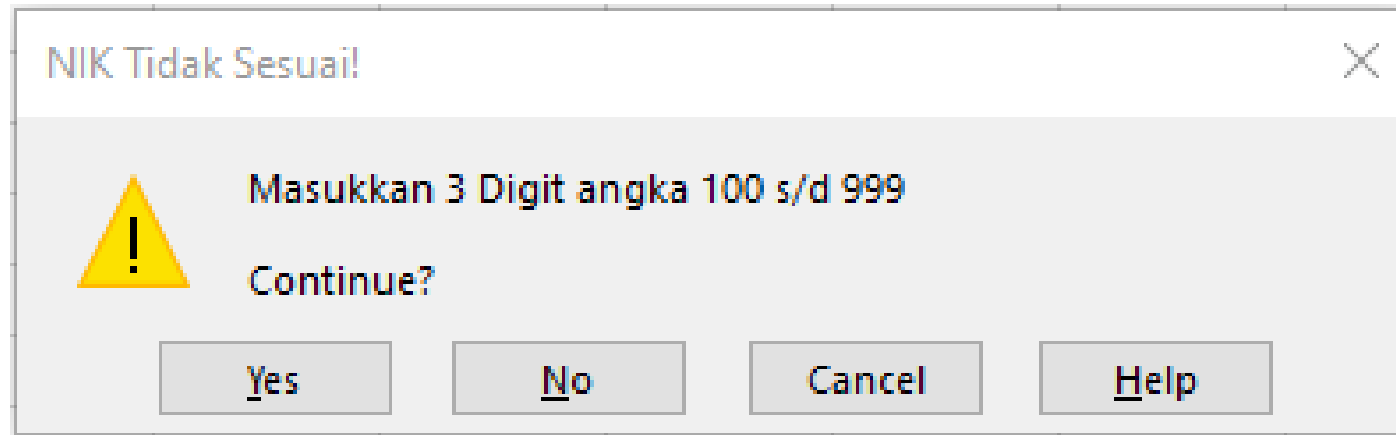 NIK Tidak Sesuai!
Masukkan 3 Digit angka 100 s/d 999
Continue?
Yes No Cancel Help